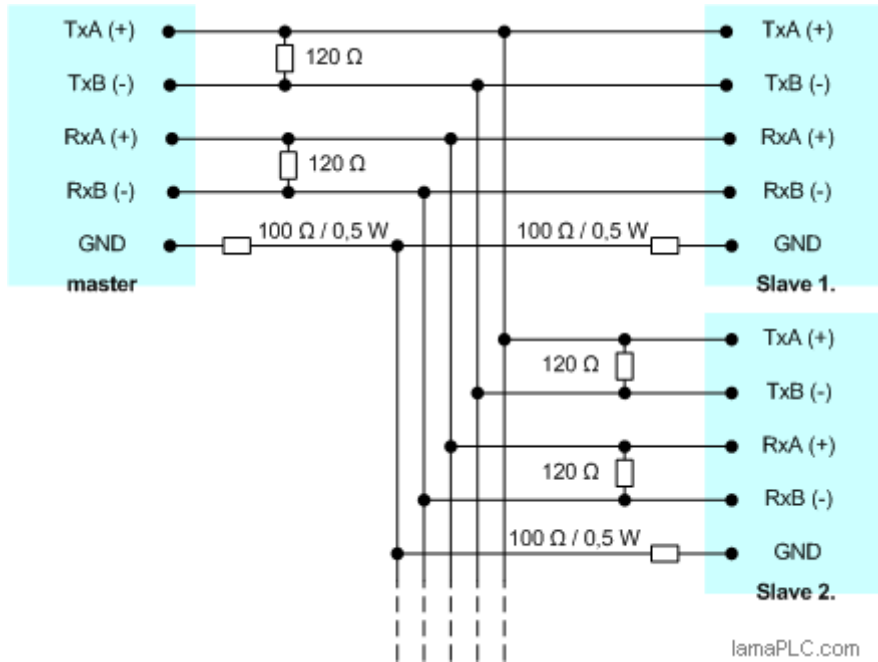 TxA (+)
120 Ω
TxB (-)
RxA (+)
120 Ω
RxB (-)
100 Ω / 0,5 W
GND
master
TxA (+)
TxB (-)
RxA (+)
RxB (-)
100 Ω / 0,5 W
GND
Slave 1.
TxA (+)
120 Ω
TxB (-)
RxA (+)
120 Ω
RxB (-)
100 Ω / 0,5 W
GND
Slave 2.
lamaPLC.com